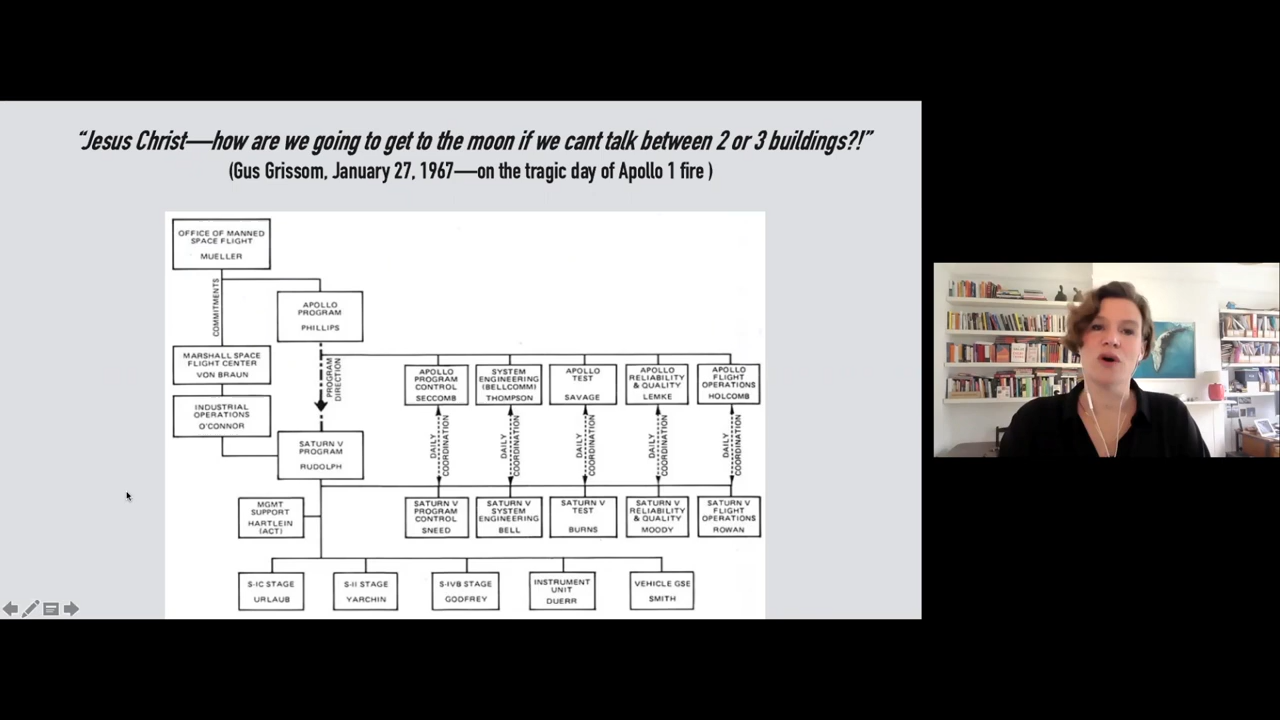 “Jesus Christ—how are we going to get to the moon if we cant talk between 2 or 3 buildings?!”
(Gus Grissom, January 27, 1967—on the tragic day of Apollo 1 fire )
OFFICE OF MANNED
SPACE FLIGHT
MUELLER
COMMITMENTS
APOLLO
PROGRAM
PHILLIPS
MARSHALL SPACE
FLIGHT CENTER
VON BRAUN
PROGRAM
DIRECTION
INDUSTRIAL
OPERATIONS
O'CONNOR
APOLLO
PROGRAM
CONTROL
SECCOMB
SYSTEM
ENGINEERING
(BELLCOMM)
THOMPSON
APOLLO
TEST
SAVAGE
APOLLO
RELIABILITY
& QUALITY
LEMKE
APOLLO
FLIGHT
OPERATIONS
HOLCOMB
DAILY
COORDINATION
DAILY
COORDINATION
DAILY
COORDINATION
DAILY
COORDINATION
DAILY
COORDINATION
SATURN V
PROGRAM
RUDOLPH
MGMT
SUPPORT
HARTLEIN
(ACT)
SATURN V
PROGRAM
CONTROL
SNEED
SATURN V
SYSTEM
ENGINEERING
BELL
SATURN V
TEST
BURNS
SATURN V
RELIABILITY
& QUALITY
MOODY
SATURN V
FLIGHT
OPERATIONS
ROWAN
S-IC STAGE
URLAUB
S-II STAGE
YARCHIN
S-IVB STAGE
GODFREY
INSTRUMENT
UNIT
DUERR
VEHICLE GSE
SMITH